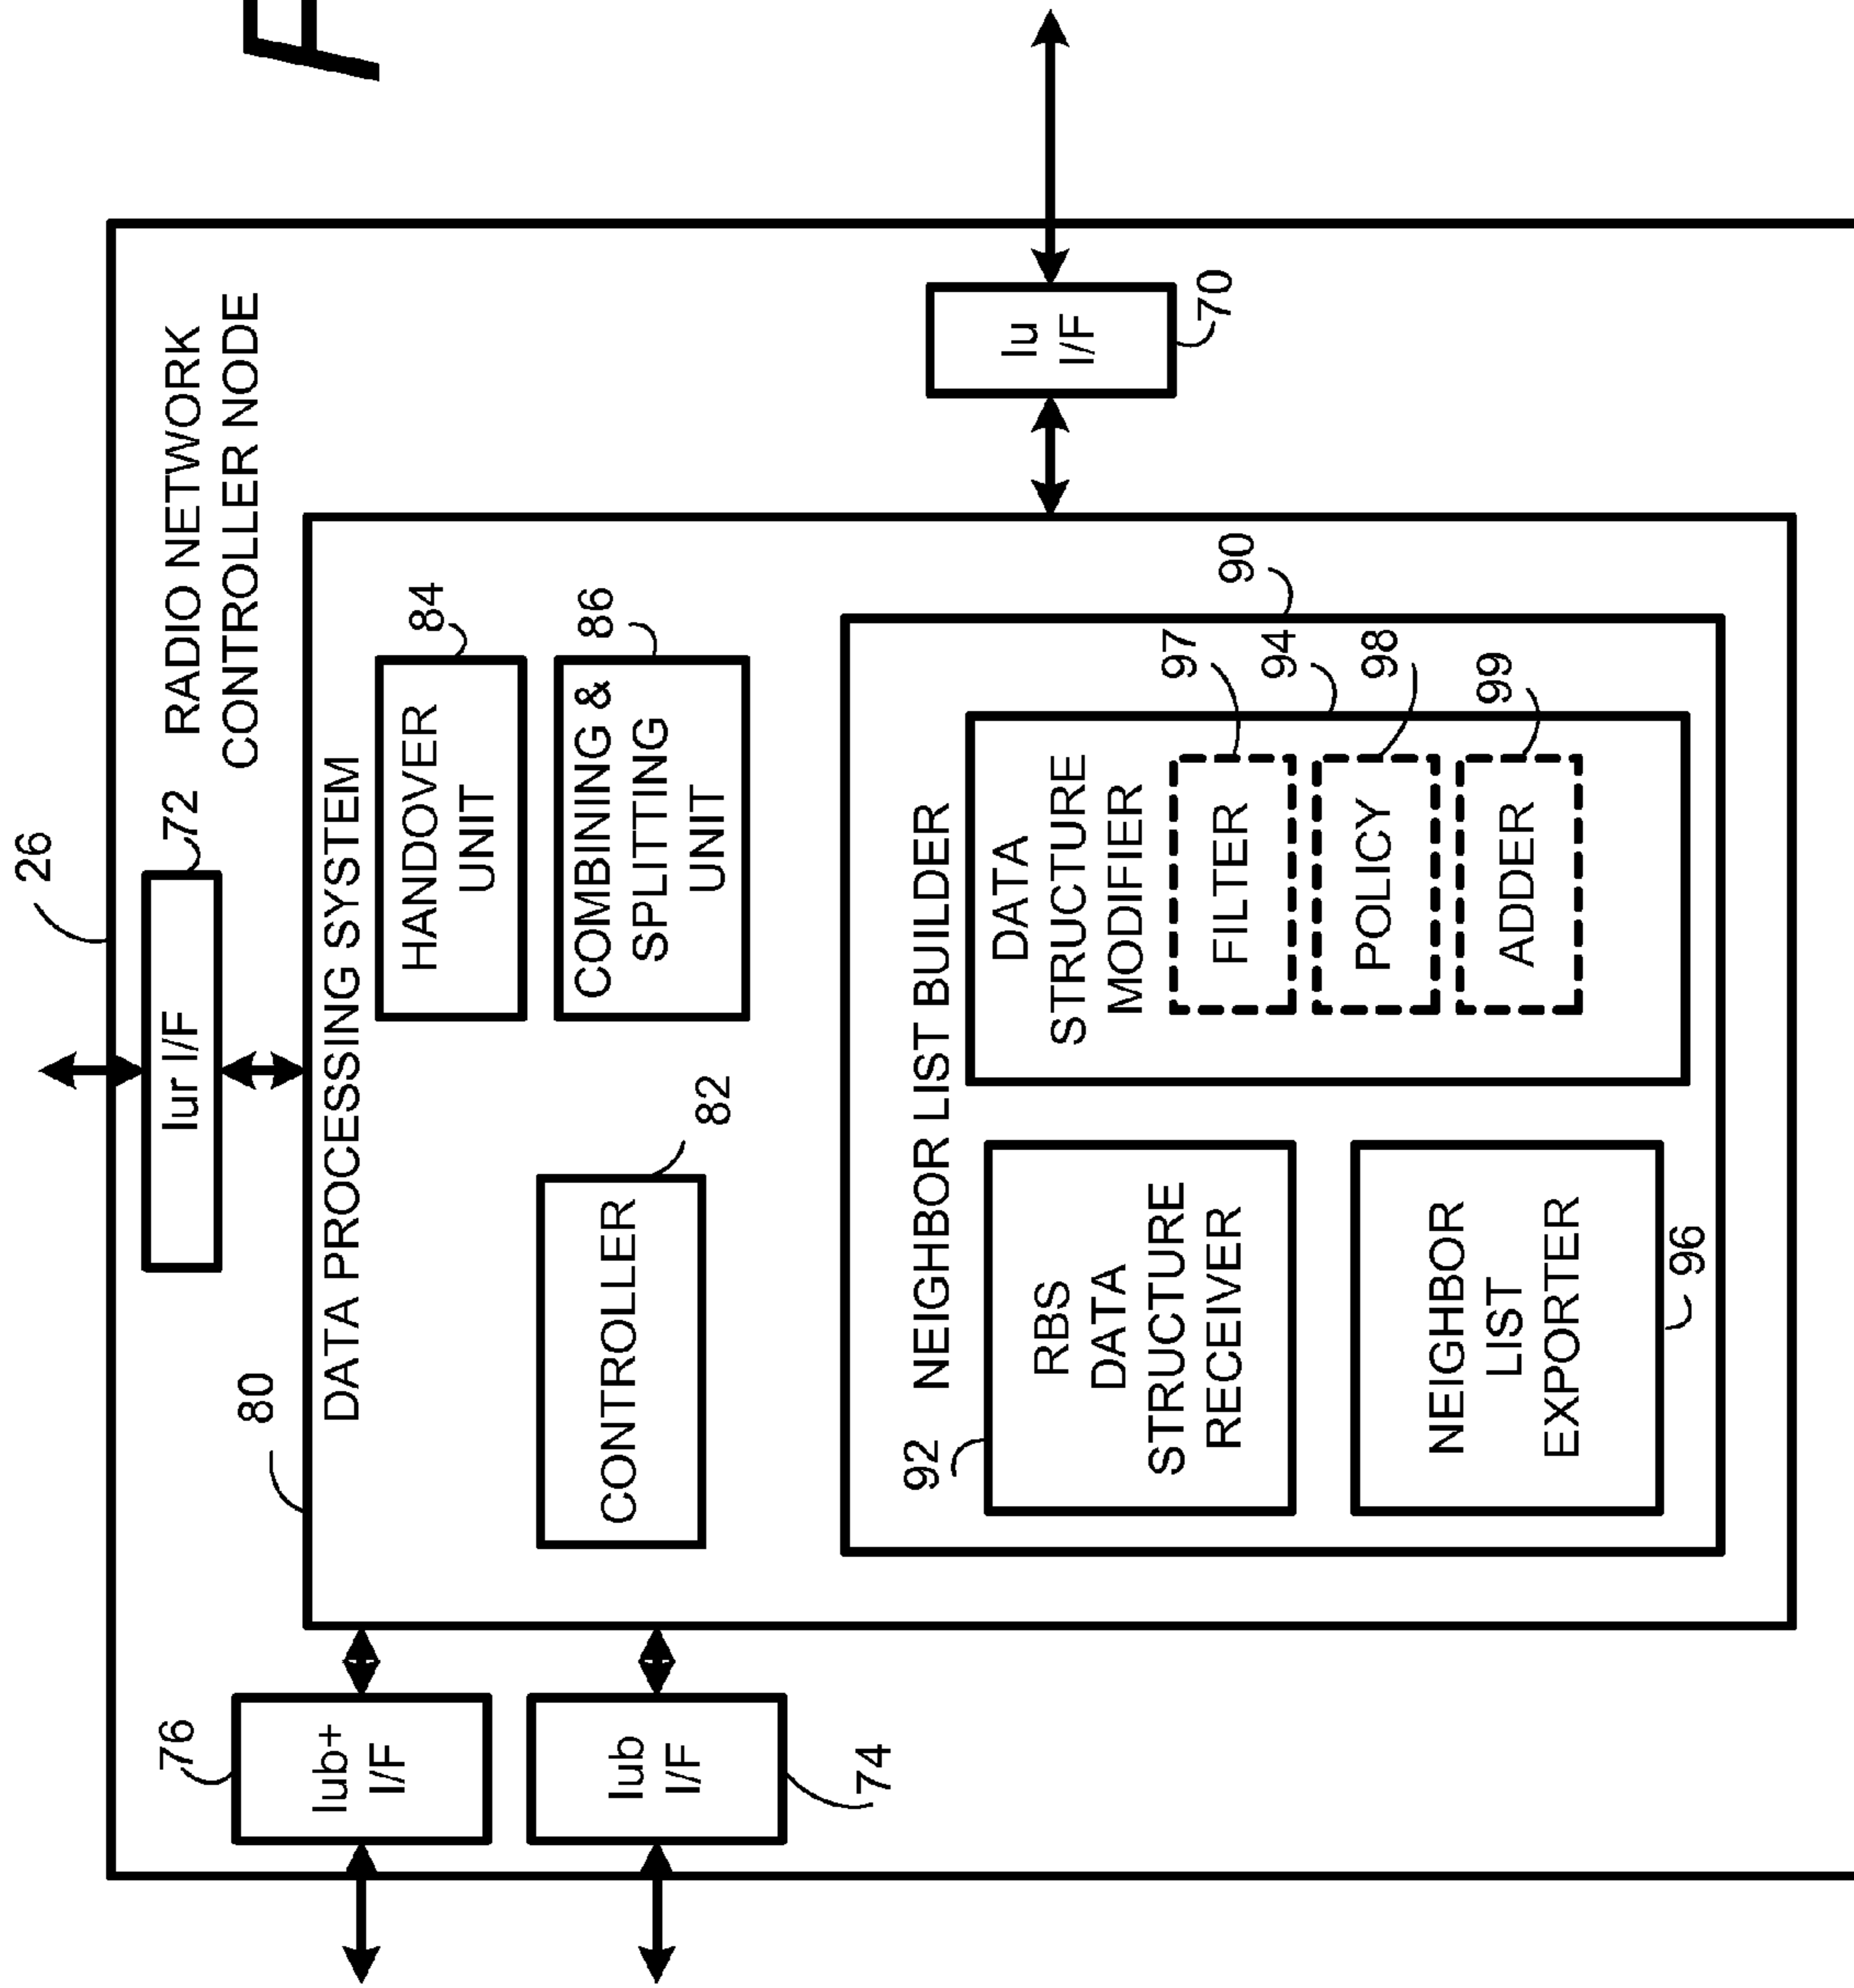 26
72
RADIO NETWORK
CONTROLLER NODE
Iur I/F
80
DATA PROCESSING SYSTEM
76
Iub+
I/F
Iub
I/F
74
CONTROLLER
82
HANDOVER
UNIT
84
COMBINING &
SPLITTING
UNIT
86
NEIGHBOR LIST BUILDER
90
92
RBS
DATA
STRUCTURE
RECEIVER
NEIGHBOR
LIST
EXPORTER
96
DATA
STRUCTURE
MODIFIER
FILTER
POLICY
ADDER
97
94
98
99
Iu
I/F
70